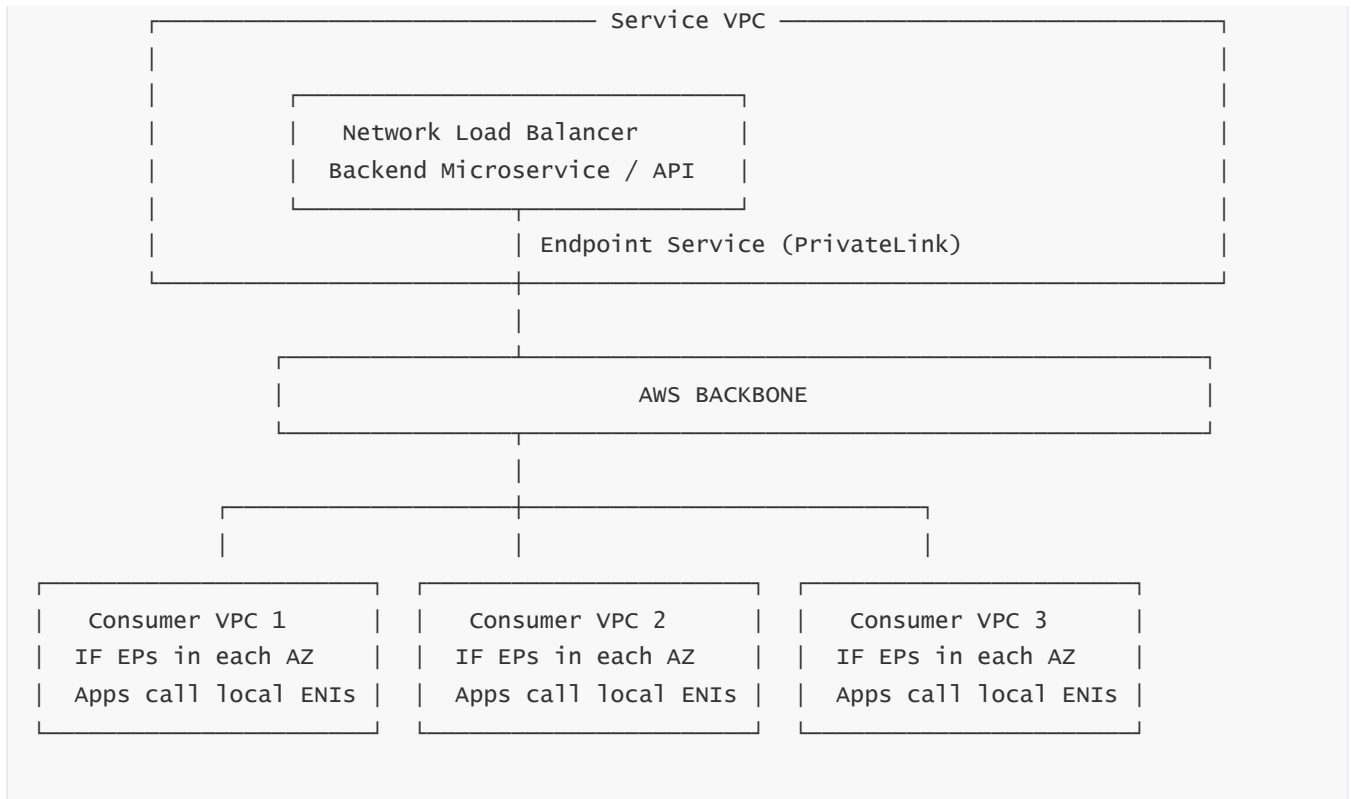 Service VPC
Network Load Balancer
Backend Microservice / API
Endpoint Service (PrivateLink)
AWS BACKBONE
Consumer VPC 1 Consumer VPC 2 Consumer VPC 3
IF EPs in each AZ IF EPs in each AZ IF EPs in each AZ
Apps call local ENIs Apps call local ENIs Apps call local ENIs